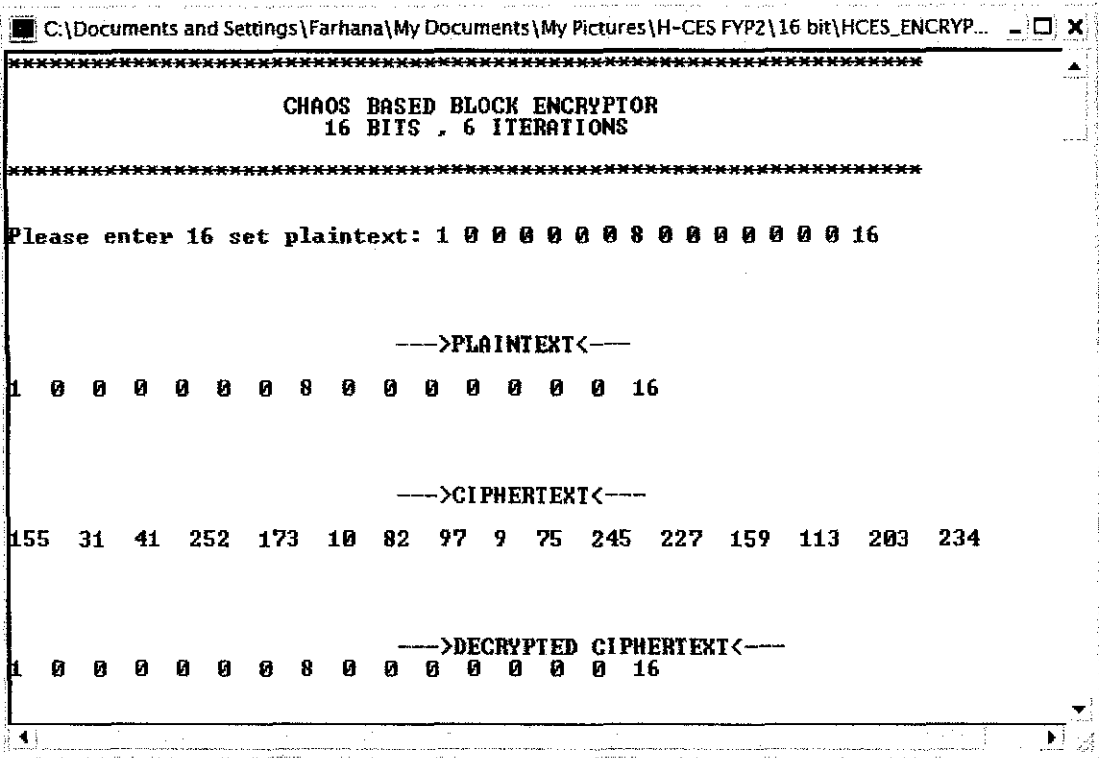 C:\Documents and Settings\Farhana\My Documents\My Pictures\H-CES FYP2\16 bit\HCES_ENCRYP...
******************************************************************
CHAOS BASED BLOCK ENCRYPTOR
16 BITS , 6 ITERATIONS
******************************************************************
Please enter 16 set plaintext: 1 0 0 0 0 0 0 8 0 0 0 0 0 0 0 16
--->PLAINTEXT<---
1 0 0 0 0 0 0 8 0 0 0 0 0 0 0 16
--->CIPHERTEXT<---
155 31 41 252 173 10 82 97 9 75 245 227 159 113 203 234
--->DECRYPTED CIPHERTEXT<---
1 0 0 0 0 0 0 8 0 0 0 0 0 0 0 16